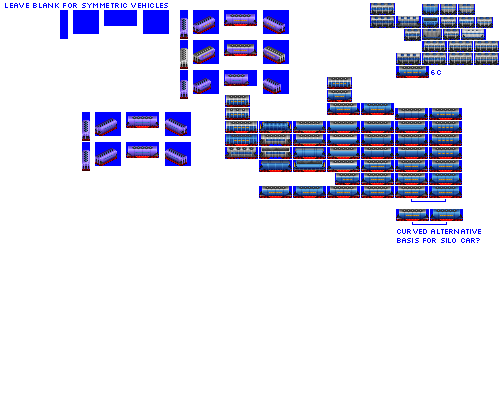 LEAVE BLANK FOR SYMMETRIC VEHICLES
6 C
CURVED ALTERNATIVE
BASIS FOR SILO CAR?